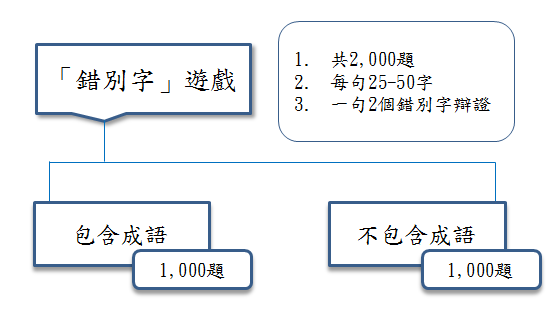 「錯別字」遊戲
1. 共2,000題
2. 每句25-50字
3. 一句2個錯別字辯證
包含成語
1,000題
不包含成語
1,000題